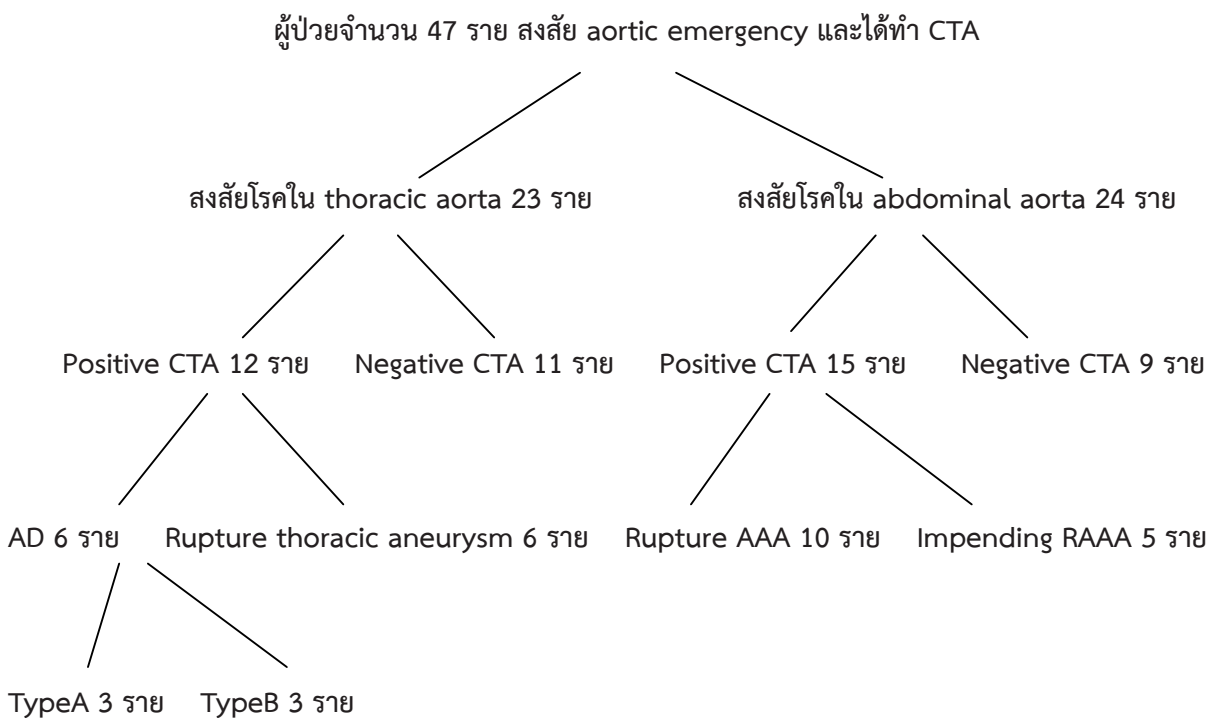 ผู้ป่วยจำนวน 47 ราย สงสัย aortic emergency และได้ทำ CTA
สงสัยโรคใน thoracic aorta 23 ราย สงสัยโรคใน abdominal aorta 24 ราย
Positive CTA 12 ราย Negative CTA 11 ราย Positive CTA 15 ราย Negative CTA 9 ราย
AD 6 ราย Rupture thoracic aneurysm 6 ราย Rupture AAA 10 ราย Impending RAAA 5 ราย
TypeA 3 ราย TypeB 3 ราย